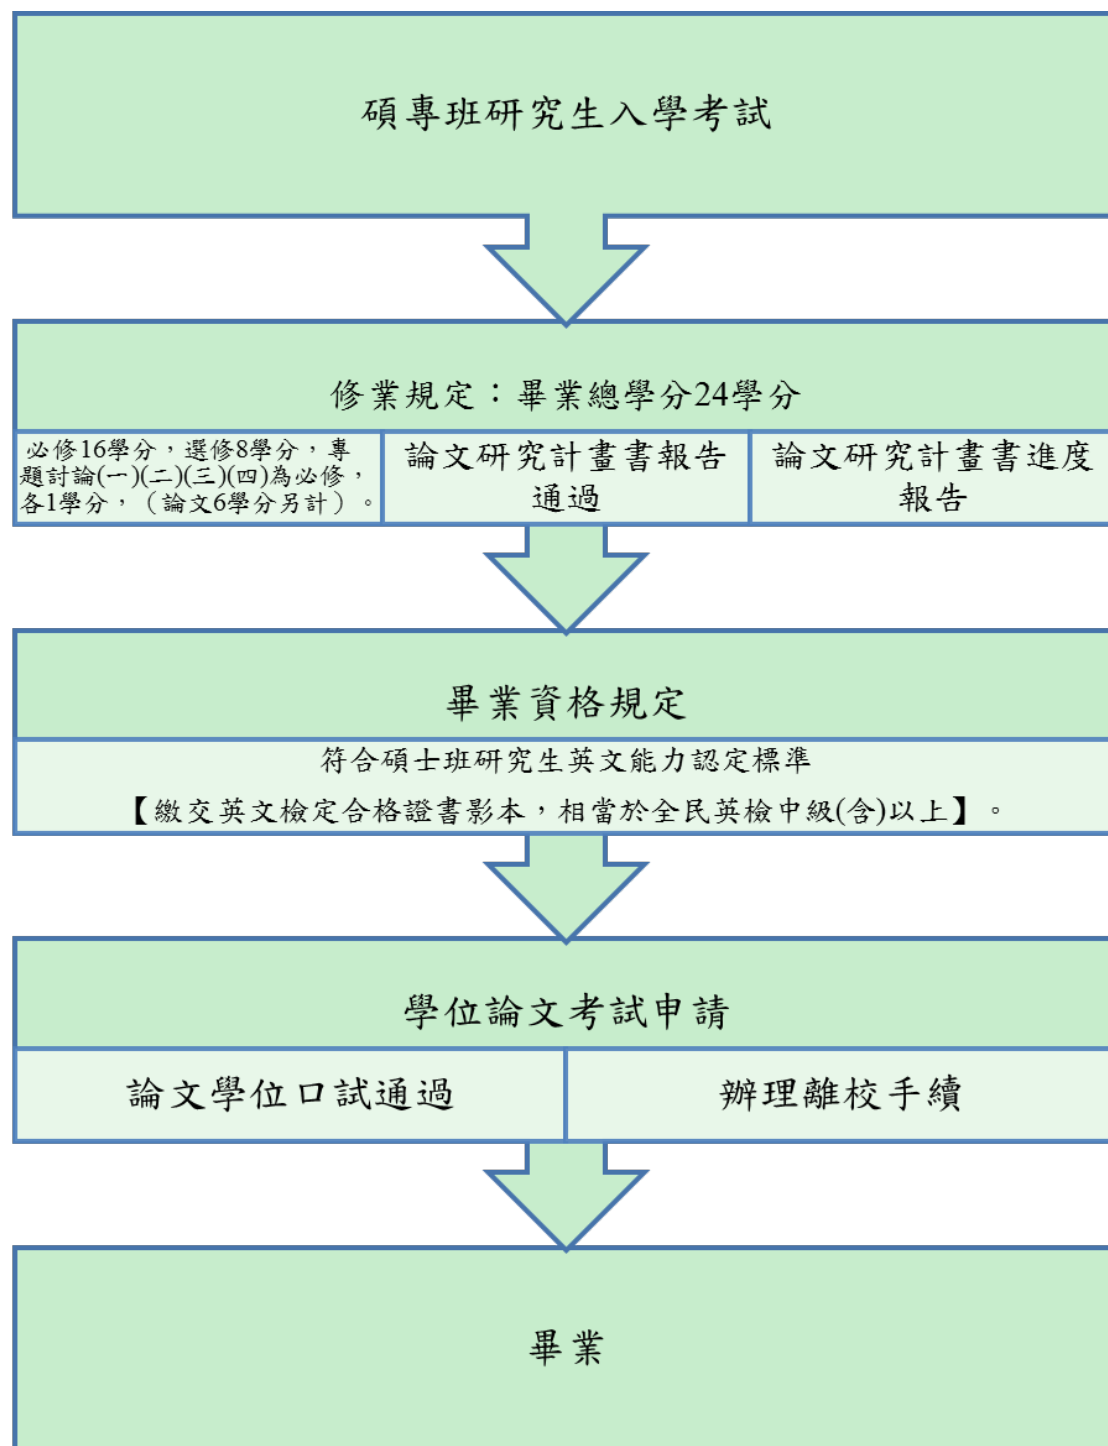 碩專班研究生入學考試
修業規定：畢業總學分24學分
必修16學分，選修8學分，專
題討論(一)(二)(三)(四)為必修，
各1學分，（論文6學分另計）。
論文研究計畫書報告
通過
論文研究計畫書進度
報告
畢業資格規定
符合碩士班研究生英文能力認定標準
【繳交英文檢定合格證書影本，相當於全民英檢中級(含)以上】。
學位論文考試申請
論文學位口試通過
辦理離校手續
畢業